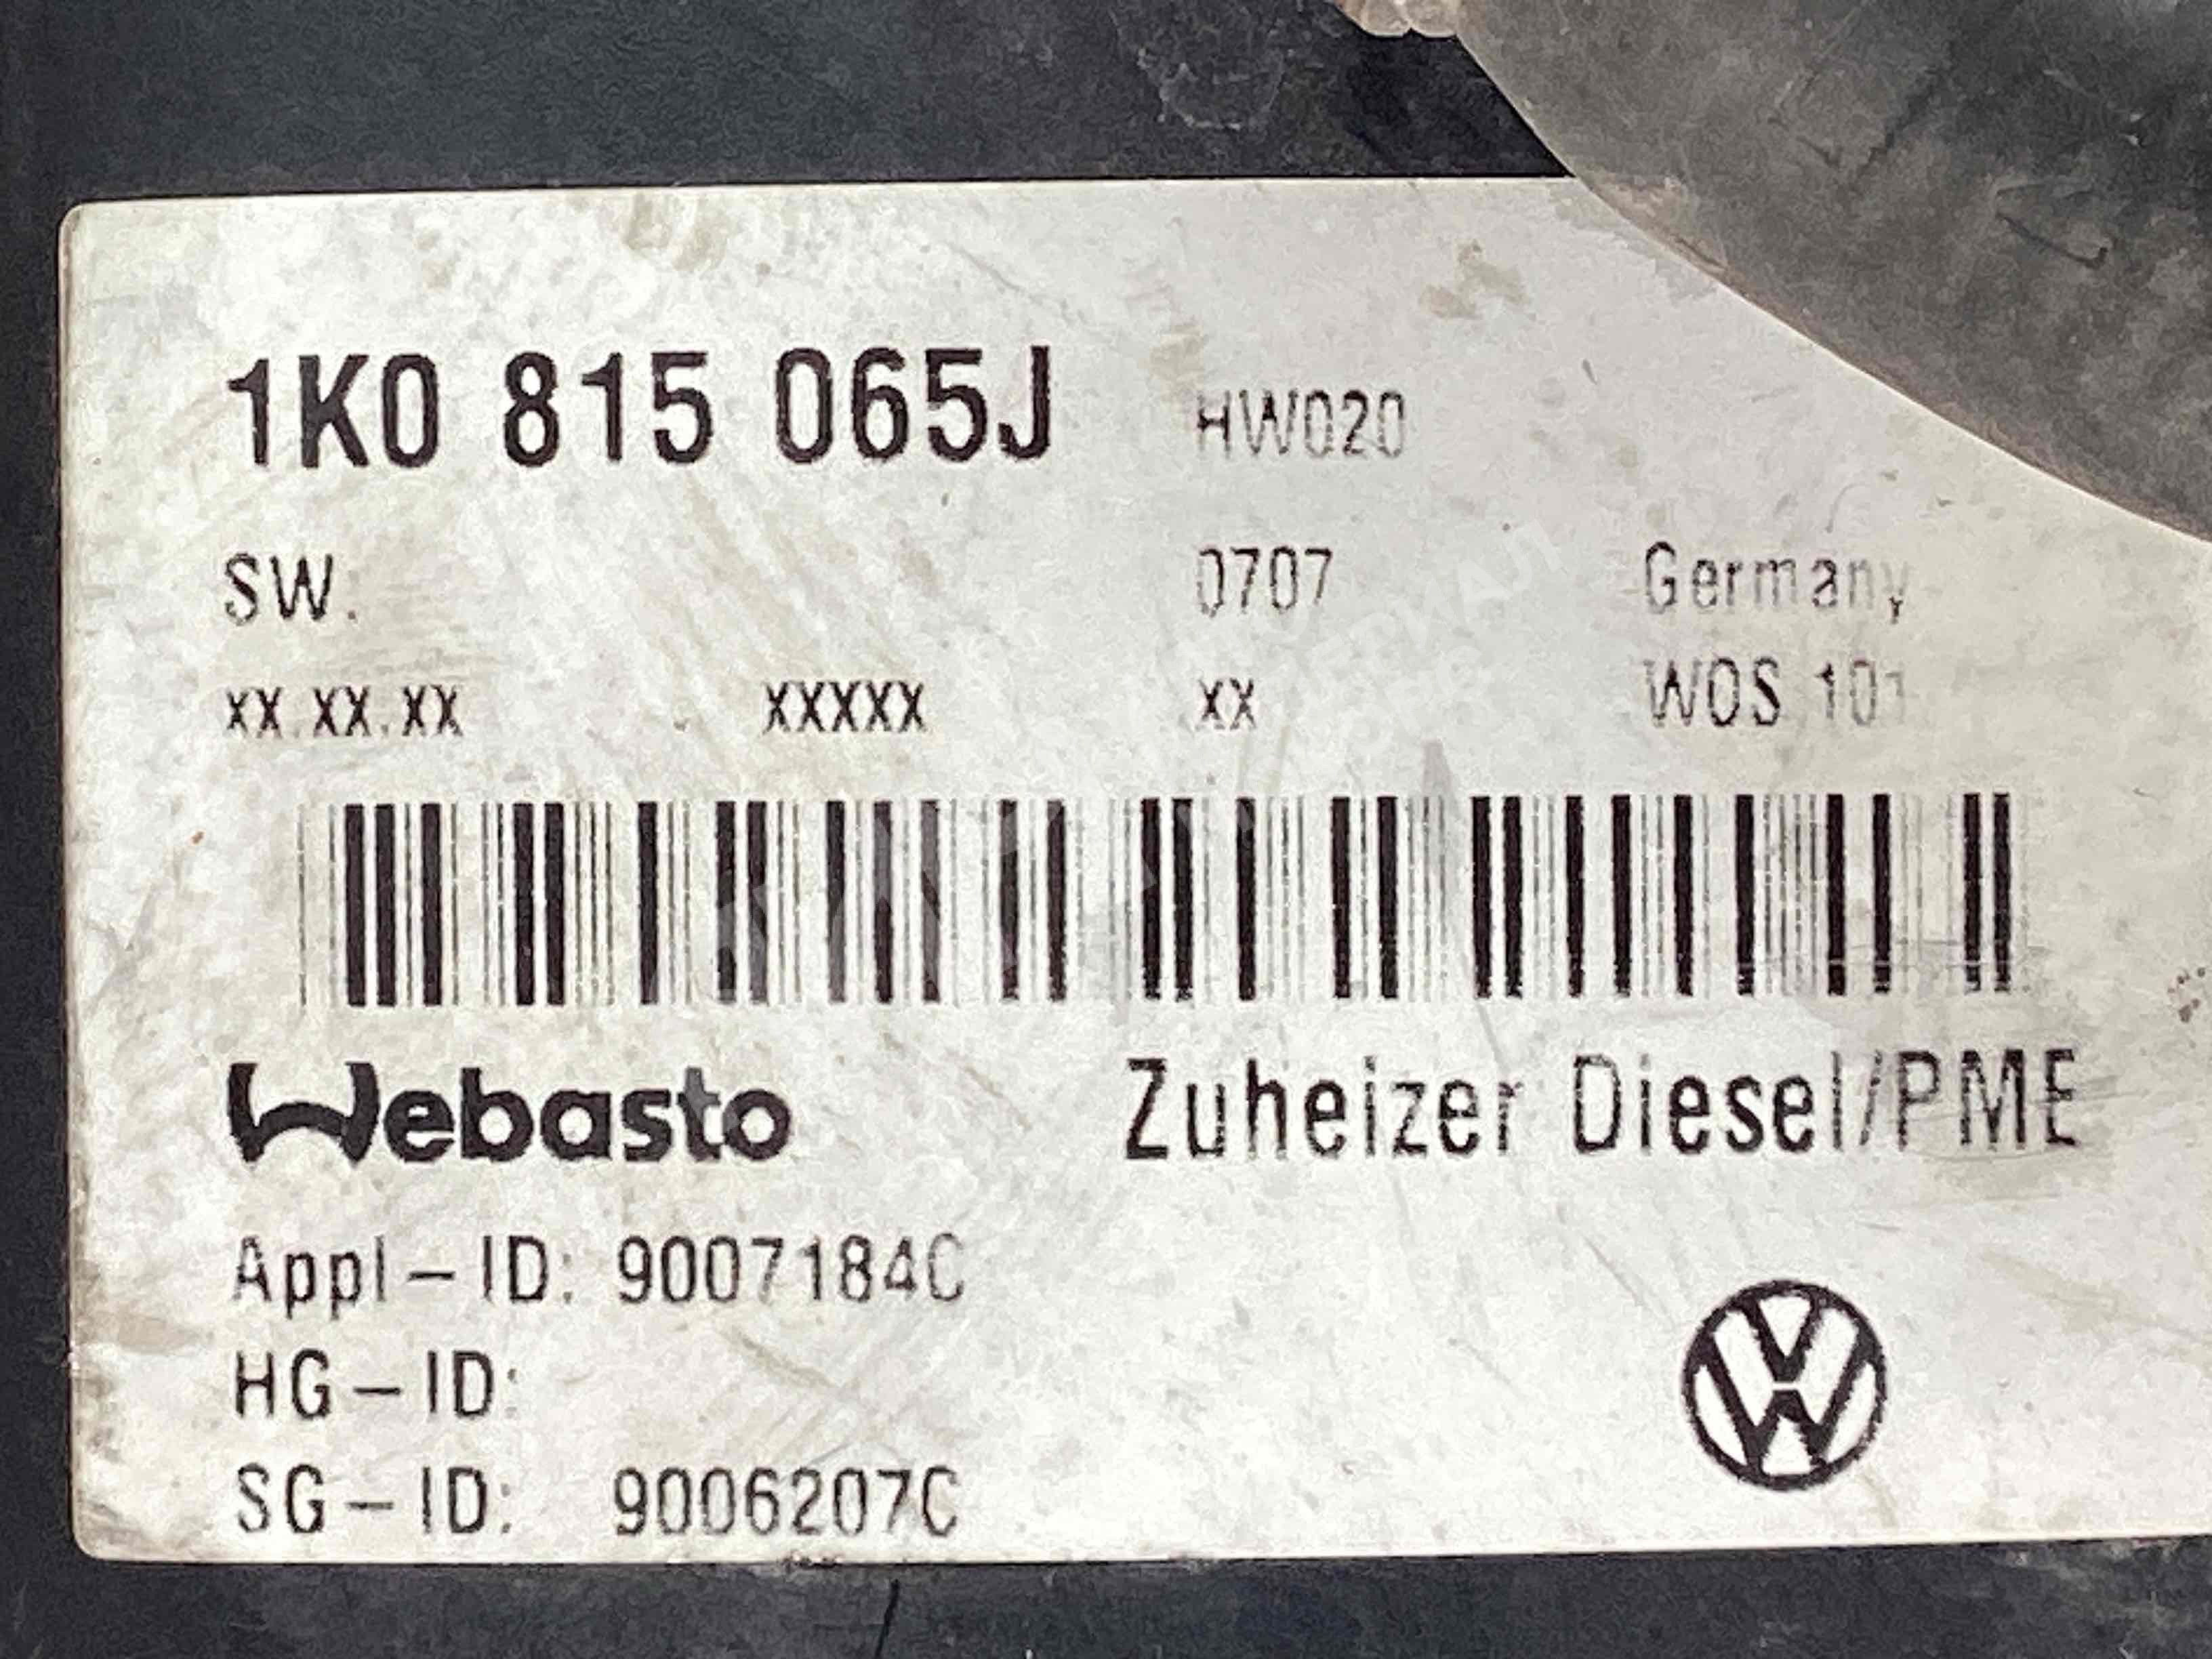 1K0 815 065J HW020
SW. 0707 Germany
xx.xx.xx xxxxx xx WOS 101
Webasto Zuheizer Diesel/PME
Appl-ID: 9007184C
HG-ID:
SG-ID: 9006207C